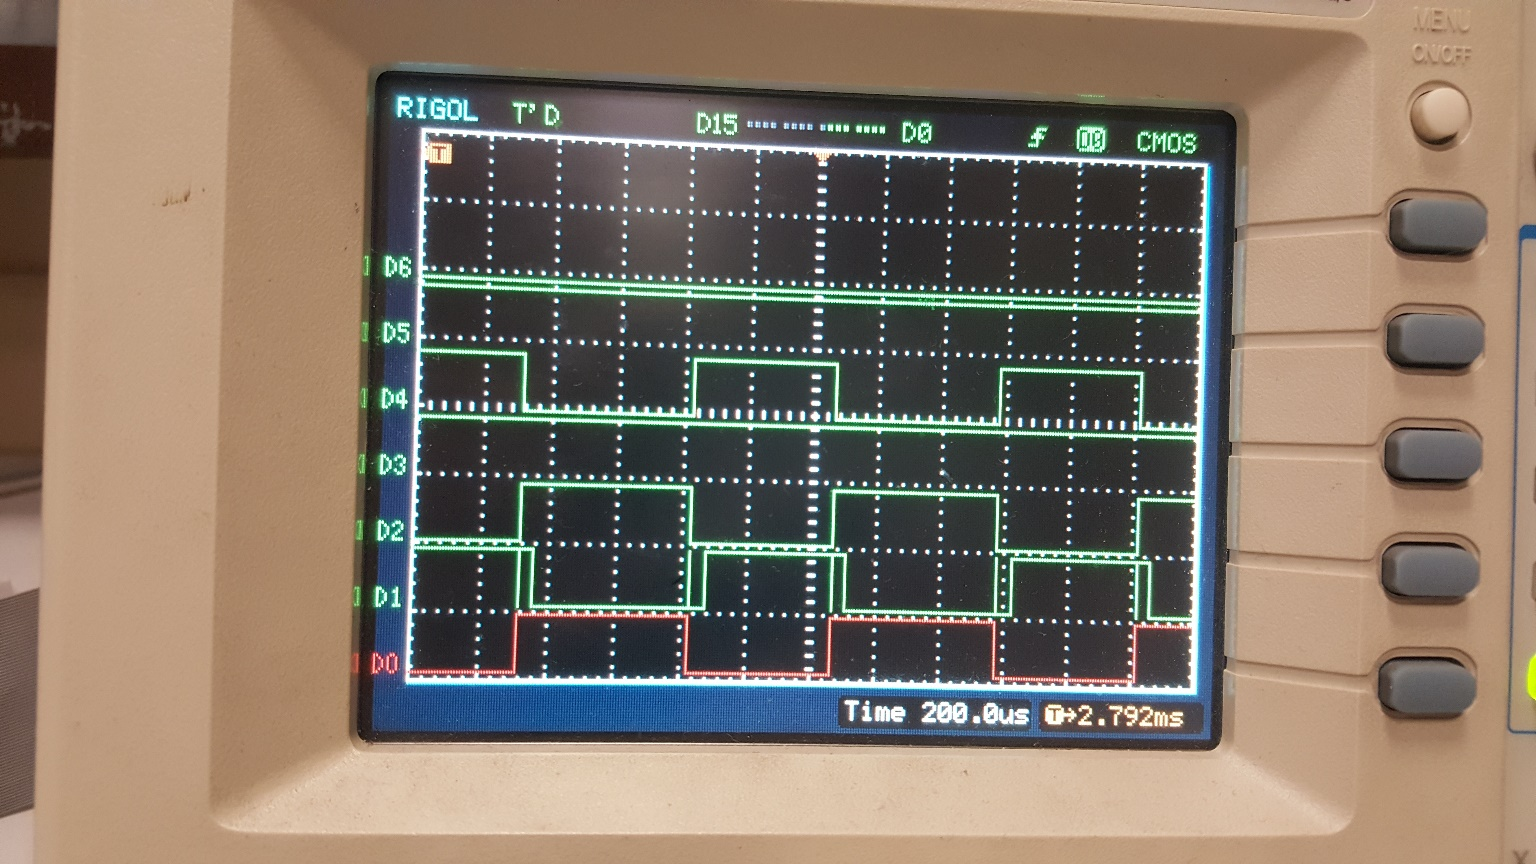 MENU
ON/OFF
RIGOL T'D D15 D0 CMOS
D6
D5
D4
D3
D2
D1
D0
Time 200.0us T→2.792ms